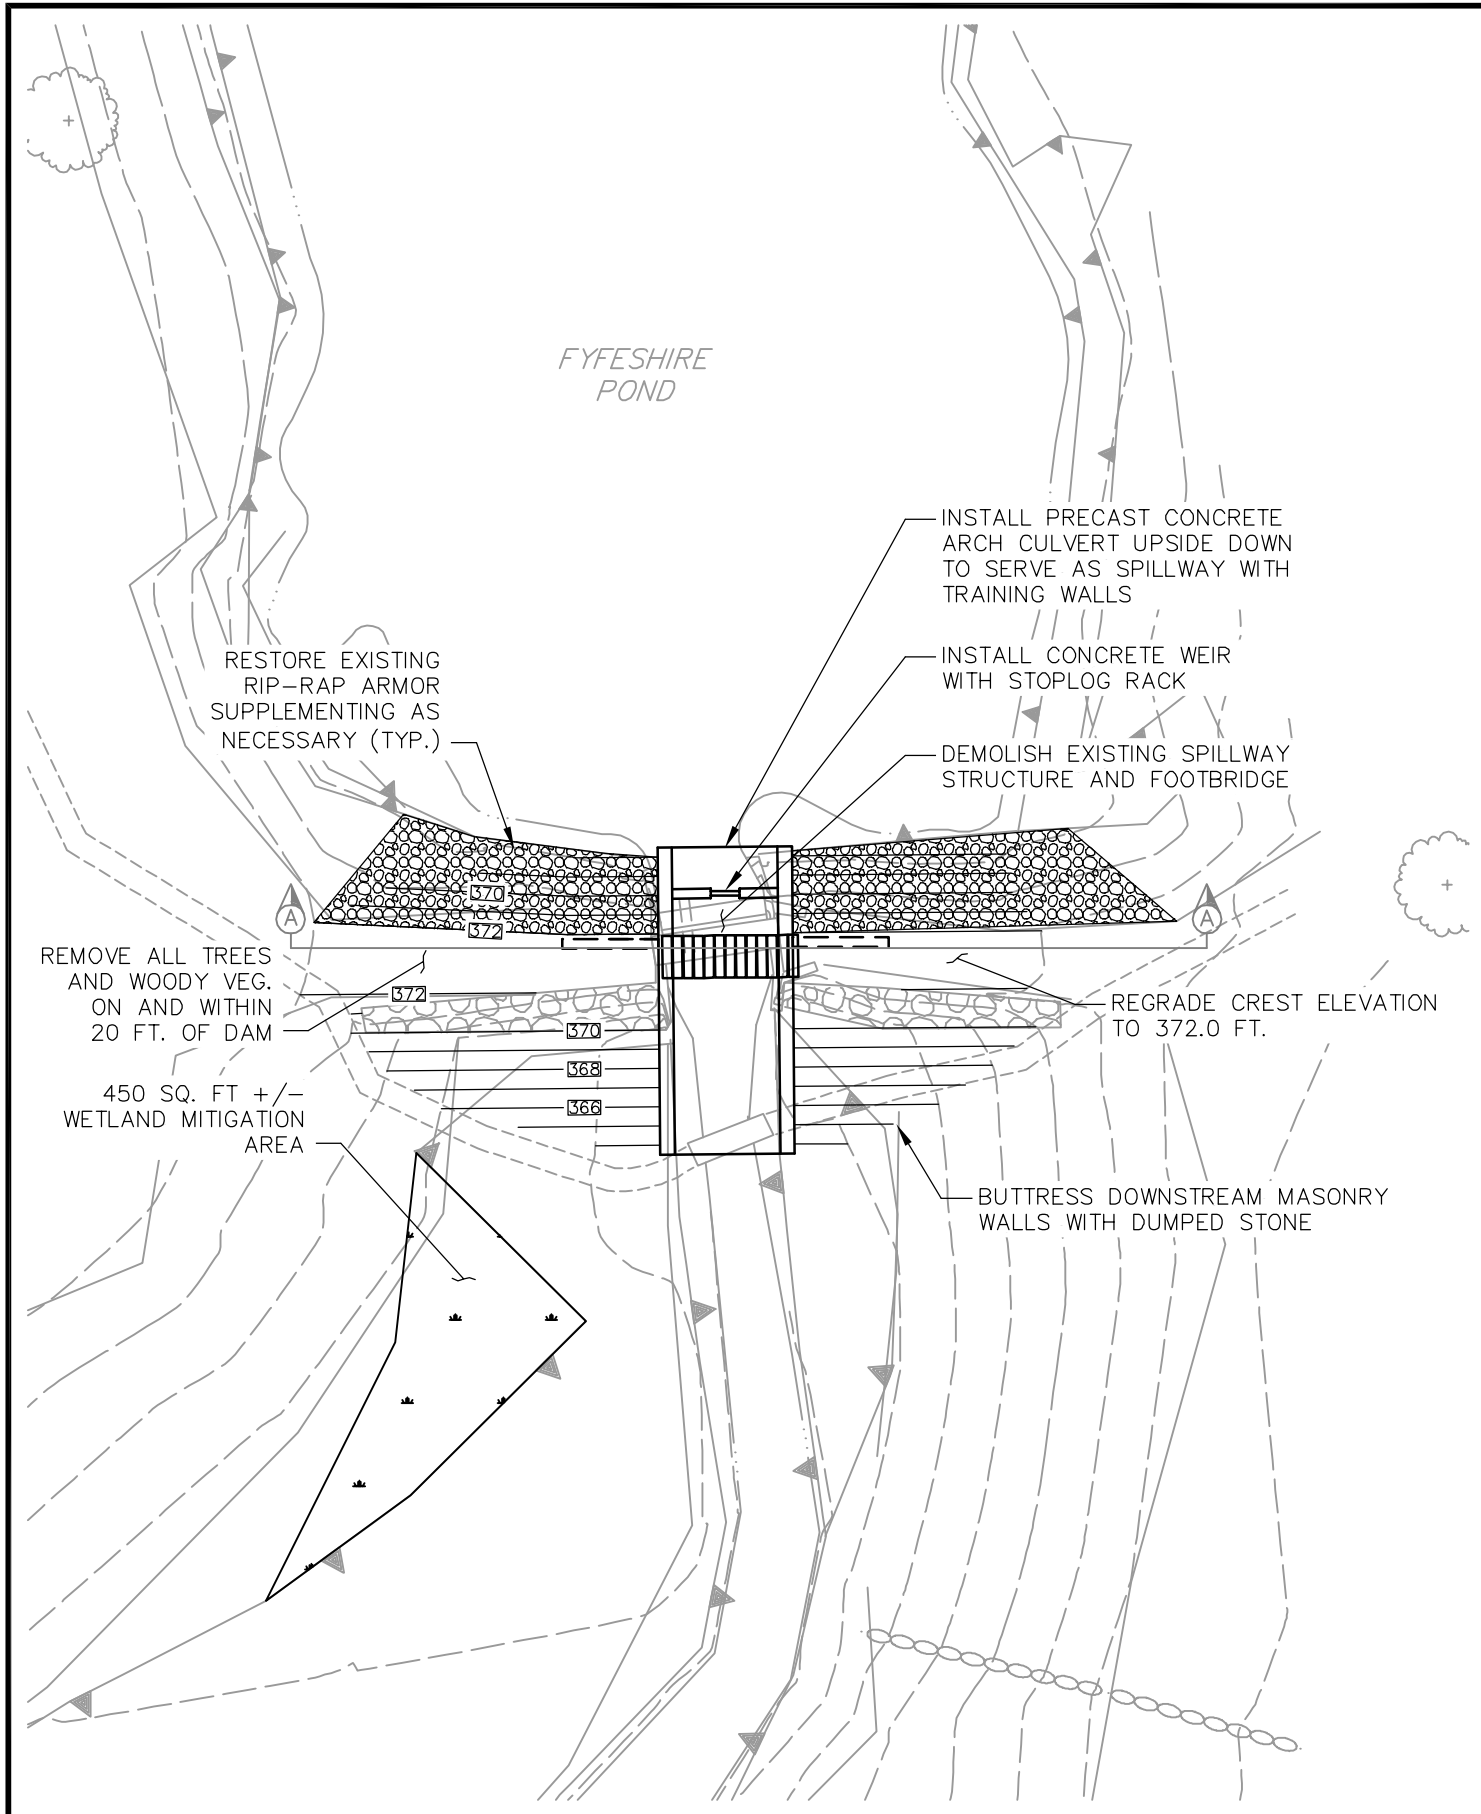 FYFESHIRE
POND
INSTALL PRECAST CONCRETE
ARCH CULVERT UPSIDE DOWN
TO SERVE AS SPILLWAY WITH
TRAINING WALLS
INSTALL CONCRETE WEIR
WITH STOPLOG RACK
DEMOLISH EXISTING SPILLWAY
STRUCTURE AND FOOTBRIDGE
RESTORE EXISTING
RIP-RAP ARMOR
SUPPLEMENTING AS
NECESSARY (TYP.)
370
372
A
A
REMOVE ALL TREES
AND WOODY VEG.
ON AND WITHIN
20 FT. OF DAM
372
370
368
366
REGRADE CREST ELEVATION
TO 372.0 FT.
450 SQ. FT +/-
WETLAND MITIGATION
AREA
BUTTRESS DOWNSTREAM MASONRY
WALLS WITH DUMPED STONE